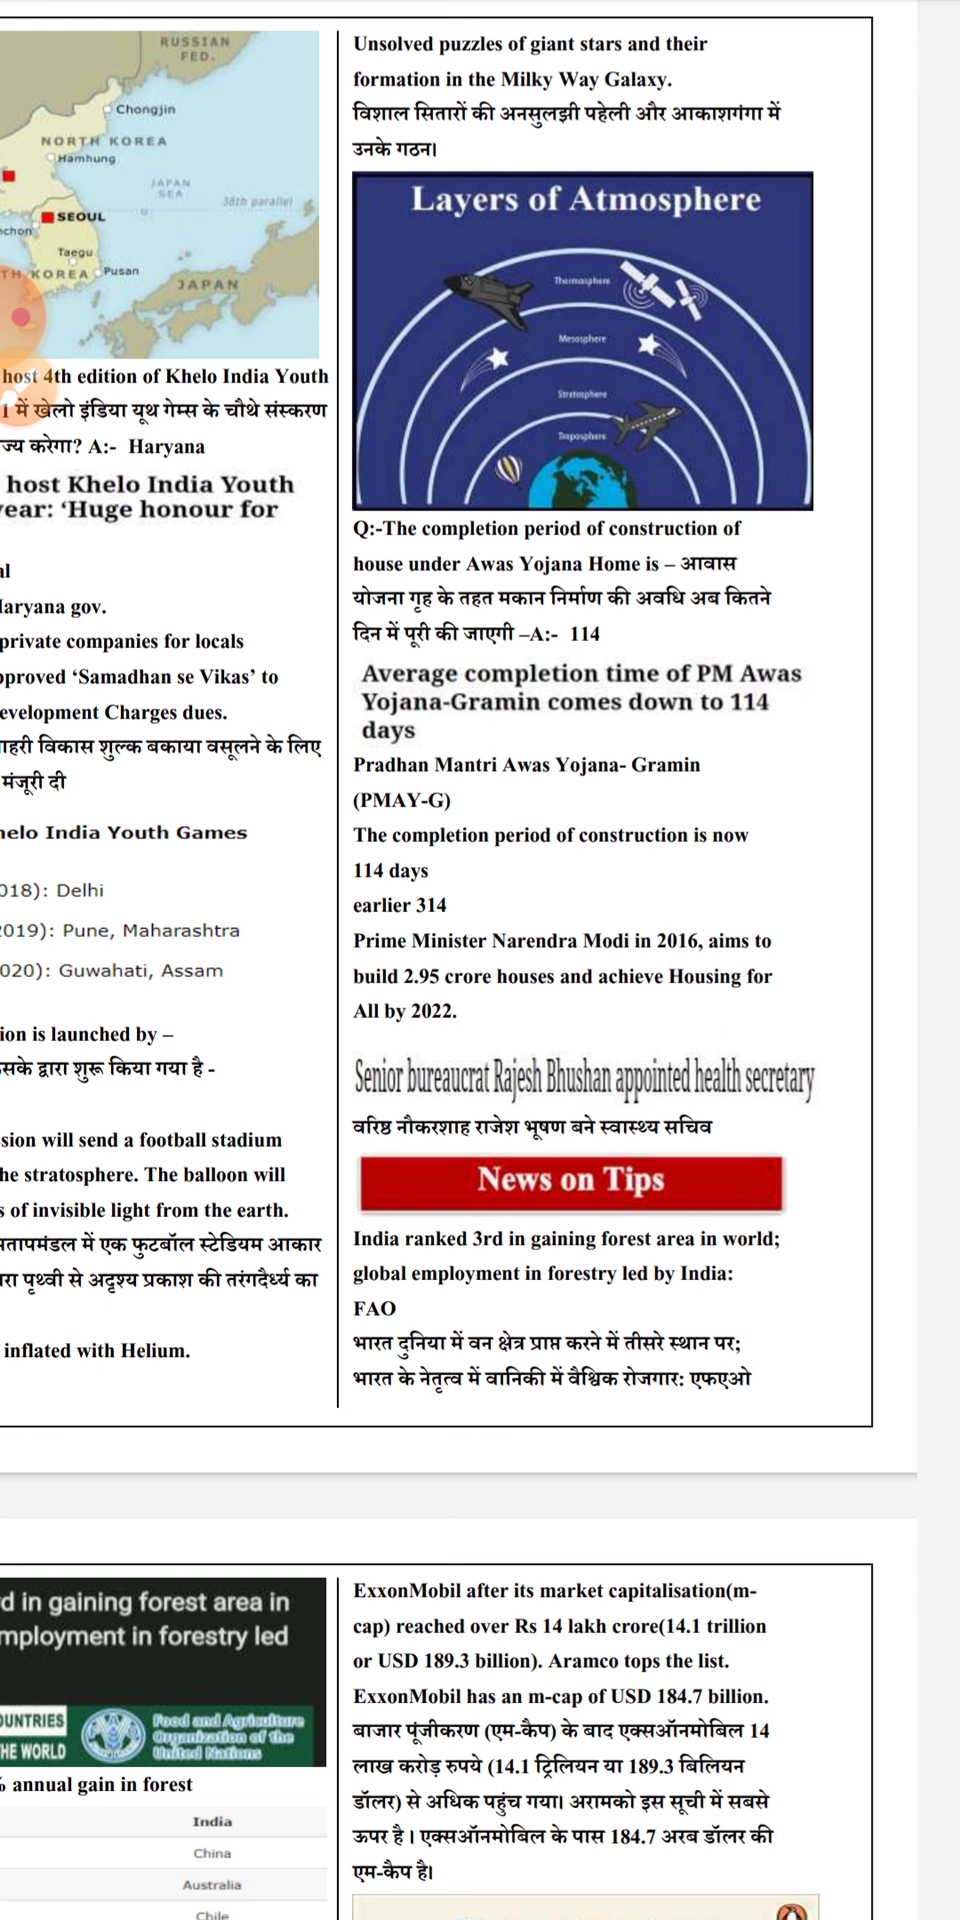 RUSSIAN
FED.
Chongjin
NORTH KOREA
Hamhung
JAPAN
SEA
38th parallel
SEOUL
nchon
Taegu
TH KOREA
Pusan
JAPAN
host 4th edition of Khelo India Youth
1 में खेलो इंडिया यूथ गेम्स के चौथे संस्करण
ज्य करेगा? A:- Haryana
host Khelo India Youth
year: ‘Huge honour for
al
Haryana gov.
private companies for locals
pproved ‘Samadhan se Vikas’ to
evelopment Charges dues.
ाहरी विकास शुल्क बकाया वसूलने के लिए
मंजूरी दी
helo India Youth Games
018): Delhi
2019): Pune, Maharashtra
020): Guwahati, Assam
ion is launched by –
सके द्वारा शुरू किया गया है -
sion will send a football stadium
he stratosphere. The balloon will
s of invisible light from the earth.
मतापमंडल में एक फुटबॉल स्टेडियम आकार
रा पृथ्वी से अदृश्य प्रकाश की तरंगदैर्ध्य का
inflated with Helium.
Unsolved puzzles of giant stars and their
formation in the Milky Way Galaxy.
विशाल सितारों की अनसुलझी पहेली और आकाशगंगा में
उनके गठन।
Layers of Atmosphere
Thermosphere
Mesosphere
Stratosphere
Troposphere
Q:-The completion period of construction of
house under Awas Yojana Home is – आवास
योजना गृह के तहत मकान निर्माण की अवधि अब कितने
दिन में पूरी की जाएगी –A:- 114
Average completion time of PM Awas
Yojana-Gramin comes down to 114
days
Pradhan Mantri Awas Yojana- Gramin
(PMAY-G)
The completion period of construction is now
114 days
earlier 314
Prime Minister Narendra Modi in 2016, aims to
build 2.95 crore houses and achieve Housing for
All by 2022.
Senior bureaucrat Rajesh Bhushan appointed health secretary
वरिष्ठ नौकरशाह राजेश भूषण बने स्वास्थ्य सचिव
News on Tips
India ranked 3rd in gaining forest area in world;
global employment in forestry led by India:
FAO
भारत दुनिया में वन क्षेत्र प्राप्त करने में तीसरे स्थान पर;
भारत के नेतृत्व में वानिकी में वैश्विक रोजगार: एफएओ
d in gaining forest area in
mployment in forestry led
OUNTRIES
HE WORLD
Food and Agriculture
Organization of the
United Nations
% annual gain in forest
India
China
Australia
Chile
ExxonMobil after its market capitalisation(m-
cap) reached over Rs 14 lakh crore(14.1 trillion
or USD 189.3 billion). Aramco tops the list.
ExxonMobil has an m-cap of USD 184.7 billion.
बाजार पूंजीकरण (एम-कैप) के बाद एक्सऑनमोबिल 14
लाख करोड़ रुपये (14.1 ट्रिलियन या 189.3 बिलियन
डॉलर) से अधिक पहुंच गया। अरामको इस सूची में सबसे
ऊपर है। एक्सऑनमोबिल के पास 184.7 अरब डॉलर की
एम-कैप है।